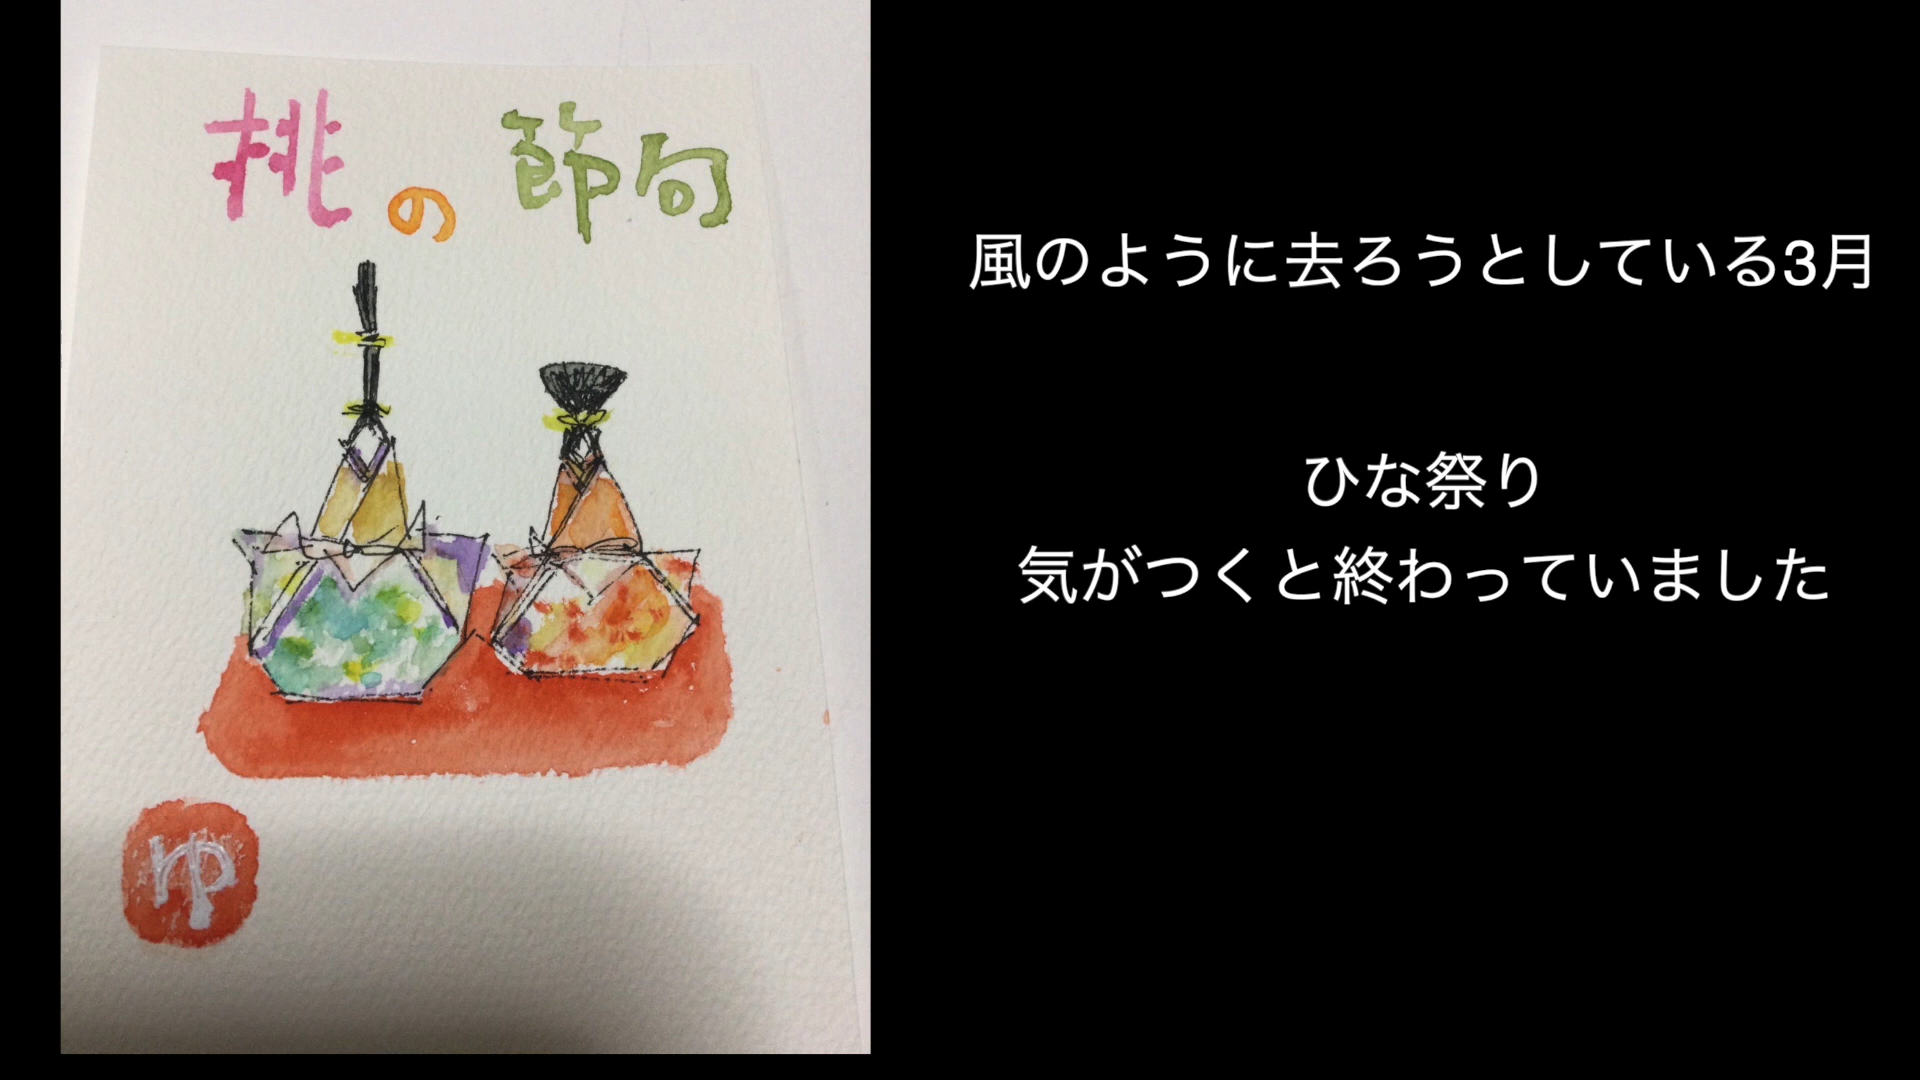 桃の節句
ゆ
風のように去ろうとしている3月
ひな祭り
気がつくと終わっていました